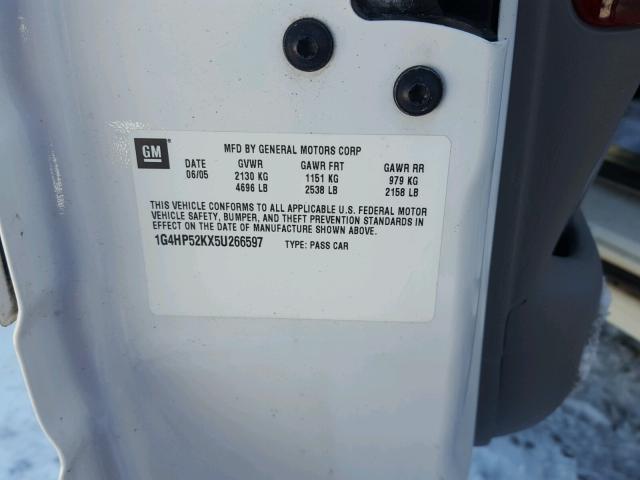 GM
MFD BY GENERAL MOTORS CORP
DATE GVWR GAWR FRT GAWR RR
06/05 2130 KG 1151 KG 979 KG
4696 LB 2538 LB 2158 LB
THIS VEHICLE CONFORMS TO ALL APPLICABLE U.S. FEDERAL MOTOR
VEHICLE SAFETY, BUMPER, AND THEFT PREVENTION STANDARDS IN
EFFECT ON THE DATE OF MANUFACTURE SHOWN ABOVE.
1G4HP52KX5U266597 TYPE: PASS CAR